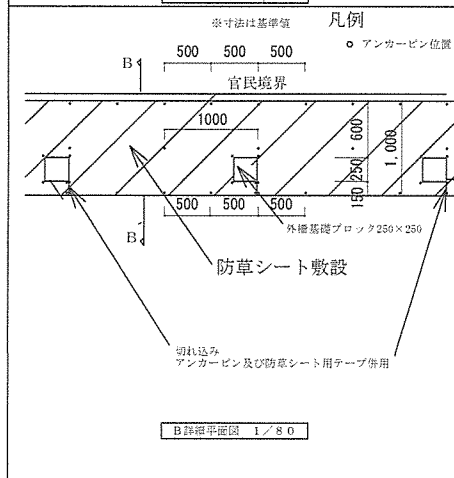 ※寸法は基準値
凡例
アンカーピン位置
500 500 500
B
官民境界
1000
600
250
150
1,000
500 500 500
B
外柵基礎ブロック250×250
防草シート敷設
切れ込み
アンカーピン及び防草シート用テープ併用
B詳細平面図 1/80